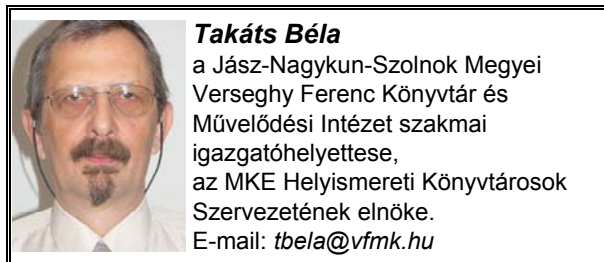 Takáts Béla
a Jász-Nagykun-Szolnok Megyei
Verseghy Ferenc Könyvtár és
Művelődési Intézet szakmai
igazgatóhelyettese,
az MKE Helyismereti Könyvtárosok
Szervezetének elnöke.
E-mail: tbela@vfmk.hu